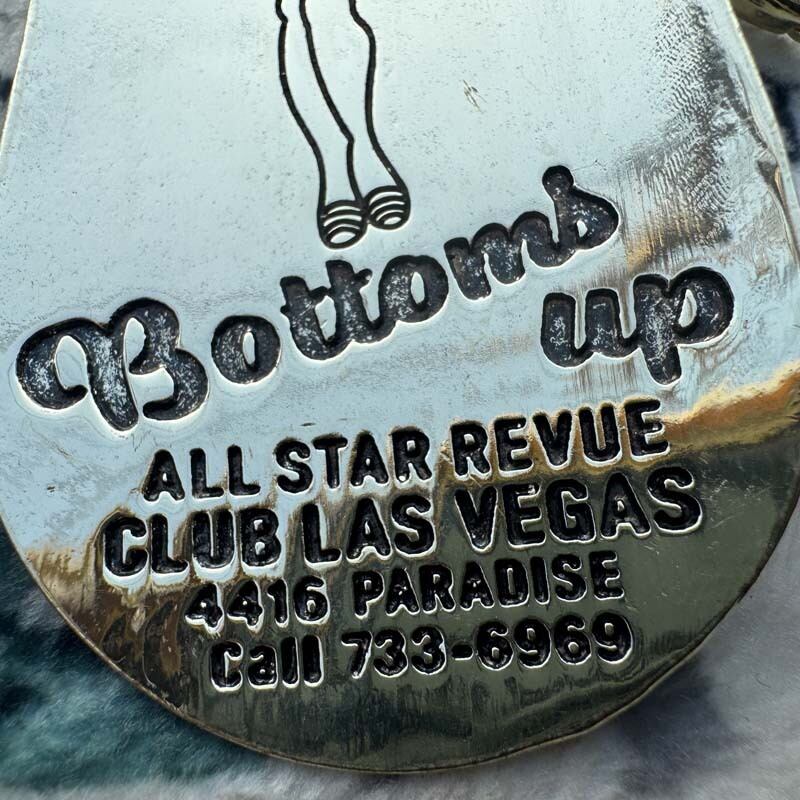 Bottoms
up
ALL STAR REVUE
CLUB LAS VEGAS
4416 PARADISE
Call 733-6969